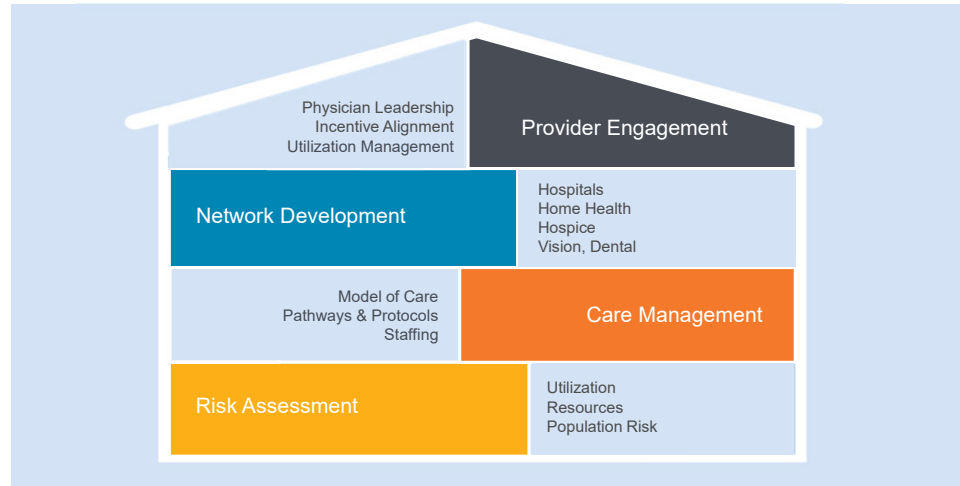 Physician Leadership
Incentive Alignment
Utilization Management
Provider Engagement
Network Development
Hospitals
Home Health
Hospice
Vision, Dental
Model of Care
Pathways & Protocols
Staffing
Care Management
Risk Assessment
Utilization
Resources
Population Risk